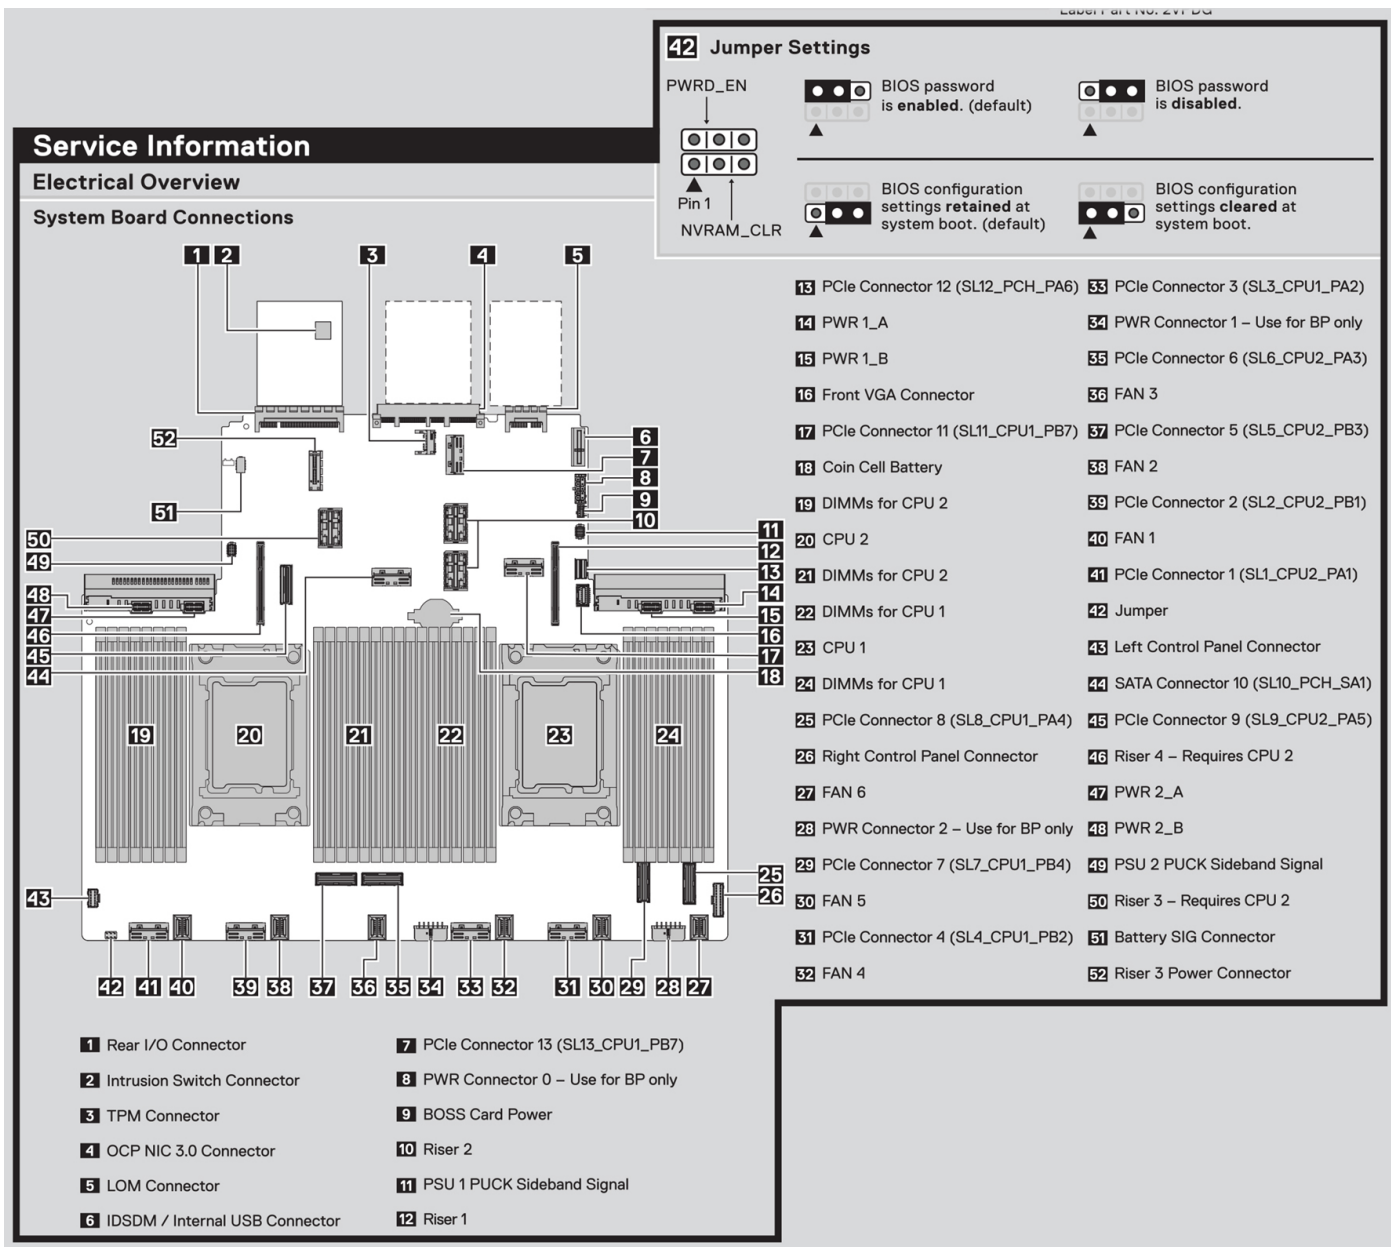 42 Jumper Settings
PWRD_EN
Pin 1
NVRAM_CLR
BIOS password
is enabled. (default)
BIOS password
is disabled.
BIOS configuration
settings retained at
system boot. (default)
BIOS configuration
settings cleared at
system boot.
Service Information
Electrical Overview
System Board Connections
1 2 3 4 5
52
51
50
49
48
47
46
45
44
43
6
7
8
9
10
11
12
13
14
15
16
17
18
19 20 21 22 23 24
25
26
42 41 40 39 38 37 36 35 34 33 32 31 30 29 28 27
1 Rear I/O Connector
2 Intrusion Switch Connector
3 TPM Connector
4 OCP NIC 3.0 Connector
5 LOM Connector
6 IDSDM / Internal USB Connector
7 PCIe Connector 13 (SL13_CPU1_PB7)
8 PWR Connector 0 – Use for BP only
9 BOSS Card Power
10 Riser 2
11 PSU 1 PUCK Sideband Signal
12 Riser 1
13 PCIe Connector 12 (SL12_PCH_PA6)
14 PWR 1_A
15 PWR 1_B
16 Front VGA Connector
17 PCIe Connector 11 (SL11_CPU1_PB7)
18 Coin Cell Battery
19 DIMMs for CPU 2
20 CPU 2
21 DIMMs for CPU 2
22 DIMMs for CPU 1
23 CPU 1
24 DIMMs for CPU 1
25 PCIe Connector 8 (SL8_CPU1_PA4)
26 Right Control Panel Connector
27 FAN 6
28 PWR Connector 2 – Use for BP only
29 PCIe Connector 7 (SL7_CPU1_PB4)
30 FAN 5
31 PCIe Connector 4 (SL4_CPU1_PB2)
32 FAN 4
33 PCIe Connector 3 (SL3_CPU1_PA2)
34 PWR Connector 1 – Use for BP only
35 PCIe Connector 6 (SL6_CPU2_PA3)
36 FAN 3
37 PCIe Connector 5 (SL5_CPU2_PB3)
38 FAN 2
39 PCIe Connector 2 (SL2_CPU2_PB1)
40 FAN 1
41 PCIe Connector 1 (SL1_CPU2_PA1)
42 Jumper
43 Left Control Panel Connector
44 SATA Connector 10 (SL10_PCH_SA1)
45 PCIe Connector 9 (SL9_CPU2_PA5)
46 Riser 4 – Requires CPU 2
47 PWR 2_A
48 PWR 2_B
49 PSU 2 PUCK Sideband Signal
50 Riser 3 – Requires CPU 2
51 Battery SIG Connector
52 Riser 3 Power Connector